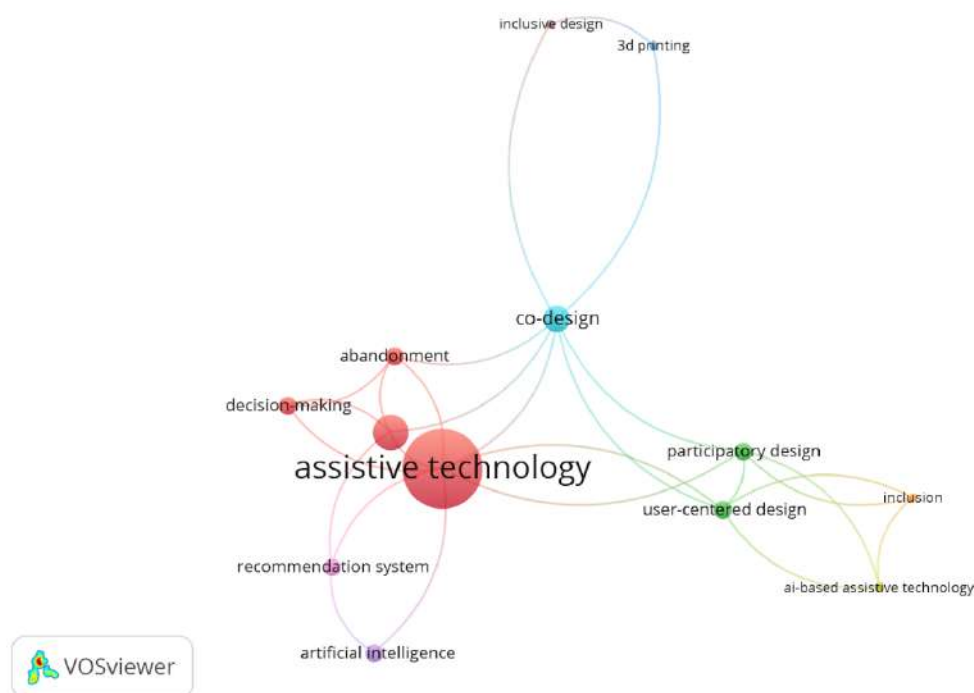 inclusive design
3d printing
co-design
abandonment
decision-making
assistive technology
participatory design
inclusion
user-centered design
recommendation system
ai-based assistive technology
artificial intelligence
VOSviewer